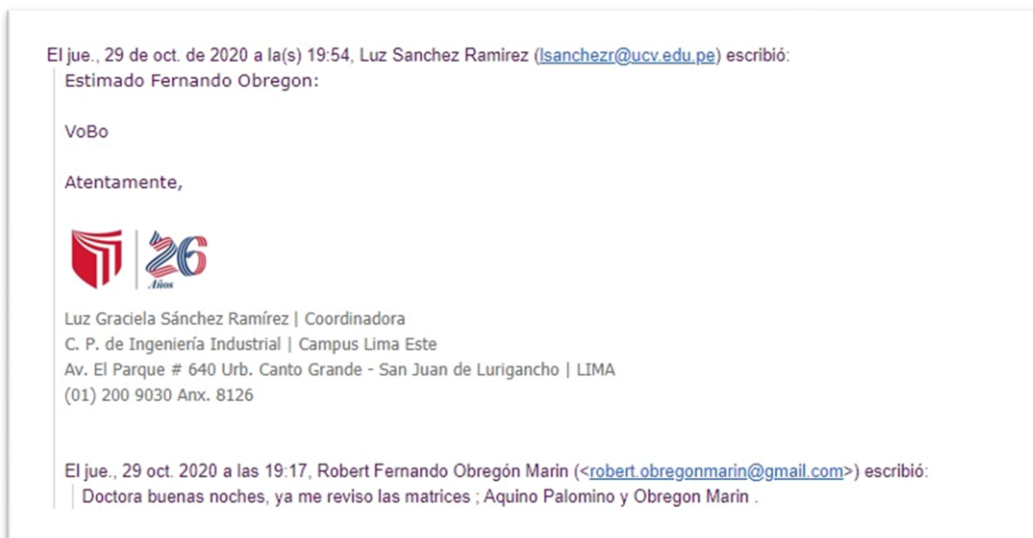 El jue., 29 de oct. de 2020 a la(s) 19:54, Luz Sanchez Ramirez (lsanchezr@ucv.edu.pe) escribió:
Estimado Fernando Obregon:
VoBo
Atentamente,
26
Años
Luz Graciela Sánchez Ramírez | Coordinadora
C. P. de Ingeniería Industrial | Campus Lima Este
Av. El Parque # 640 Urb. Canto Grande - San Juan de Lurigancho | LIMA
(01) 200 9030 Anx. 8126
El jue., 29 oct. 2020 a las 19:17, Robert Fernando Obregón Marin (<robert.obregonmarin@gmail.com>) escribió:
Doctora buenas noches, ya me reviso las matrices ; Aquino Palomino y Obregon Marin .